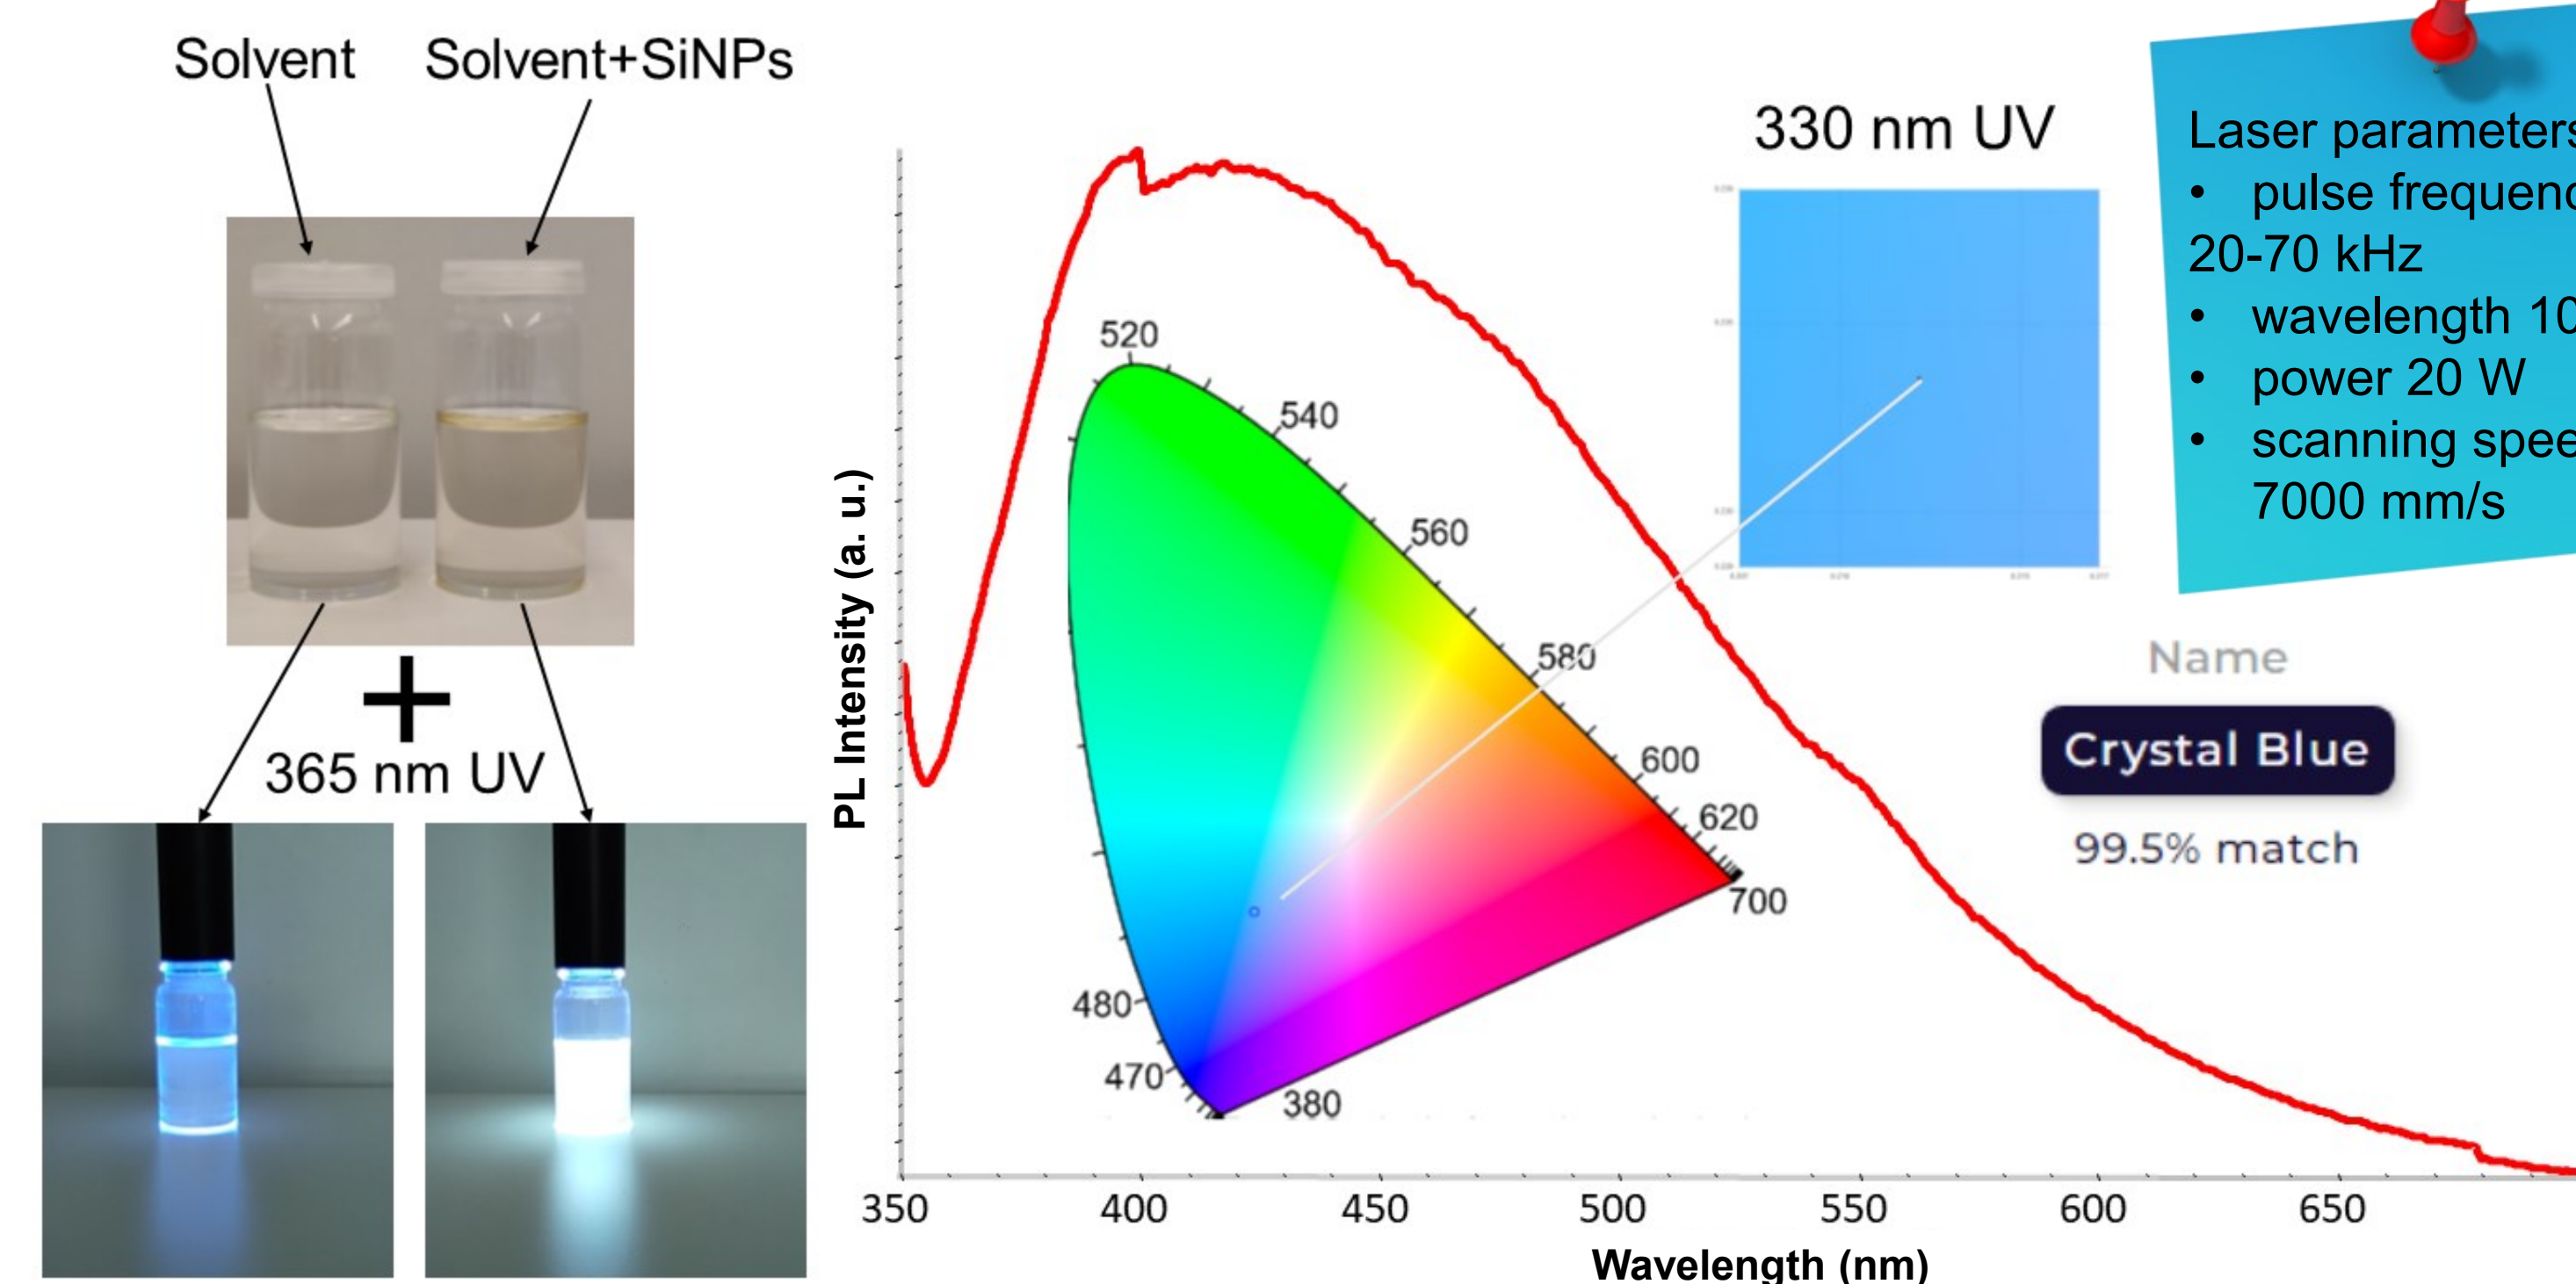 Solvent
Solvent+SiNPs
365 nm UV
PL Intensity (a. u.)
520
540
560
580
600
620
700
480
470
380
350
400
450
500
550
600
650
Wavelength (nm)
330 nm UV
Laser parameters
• pulse frequenc
20-70 kHz
• wavelength 10
• power 20 W
• scanning spee
7000 mm/s
Name
Crystal Blue
99.5% match